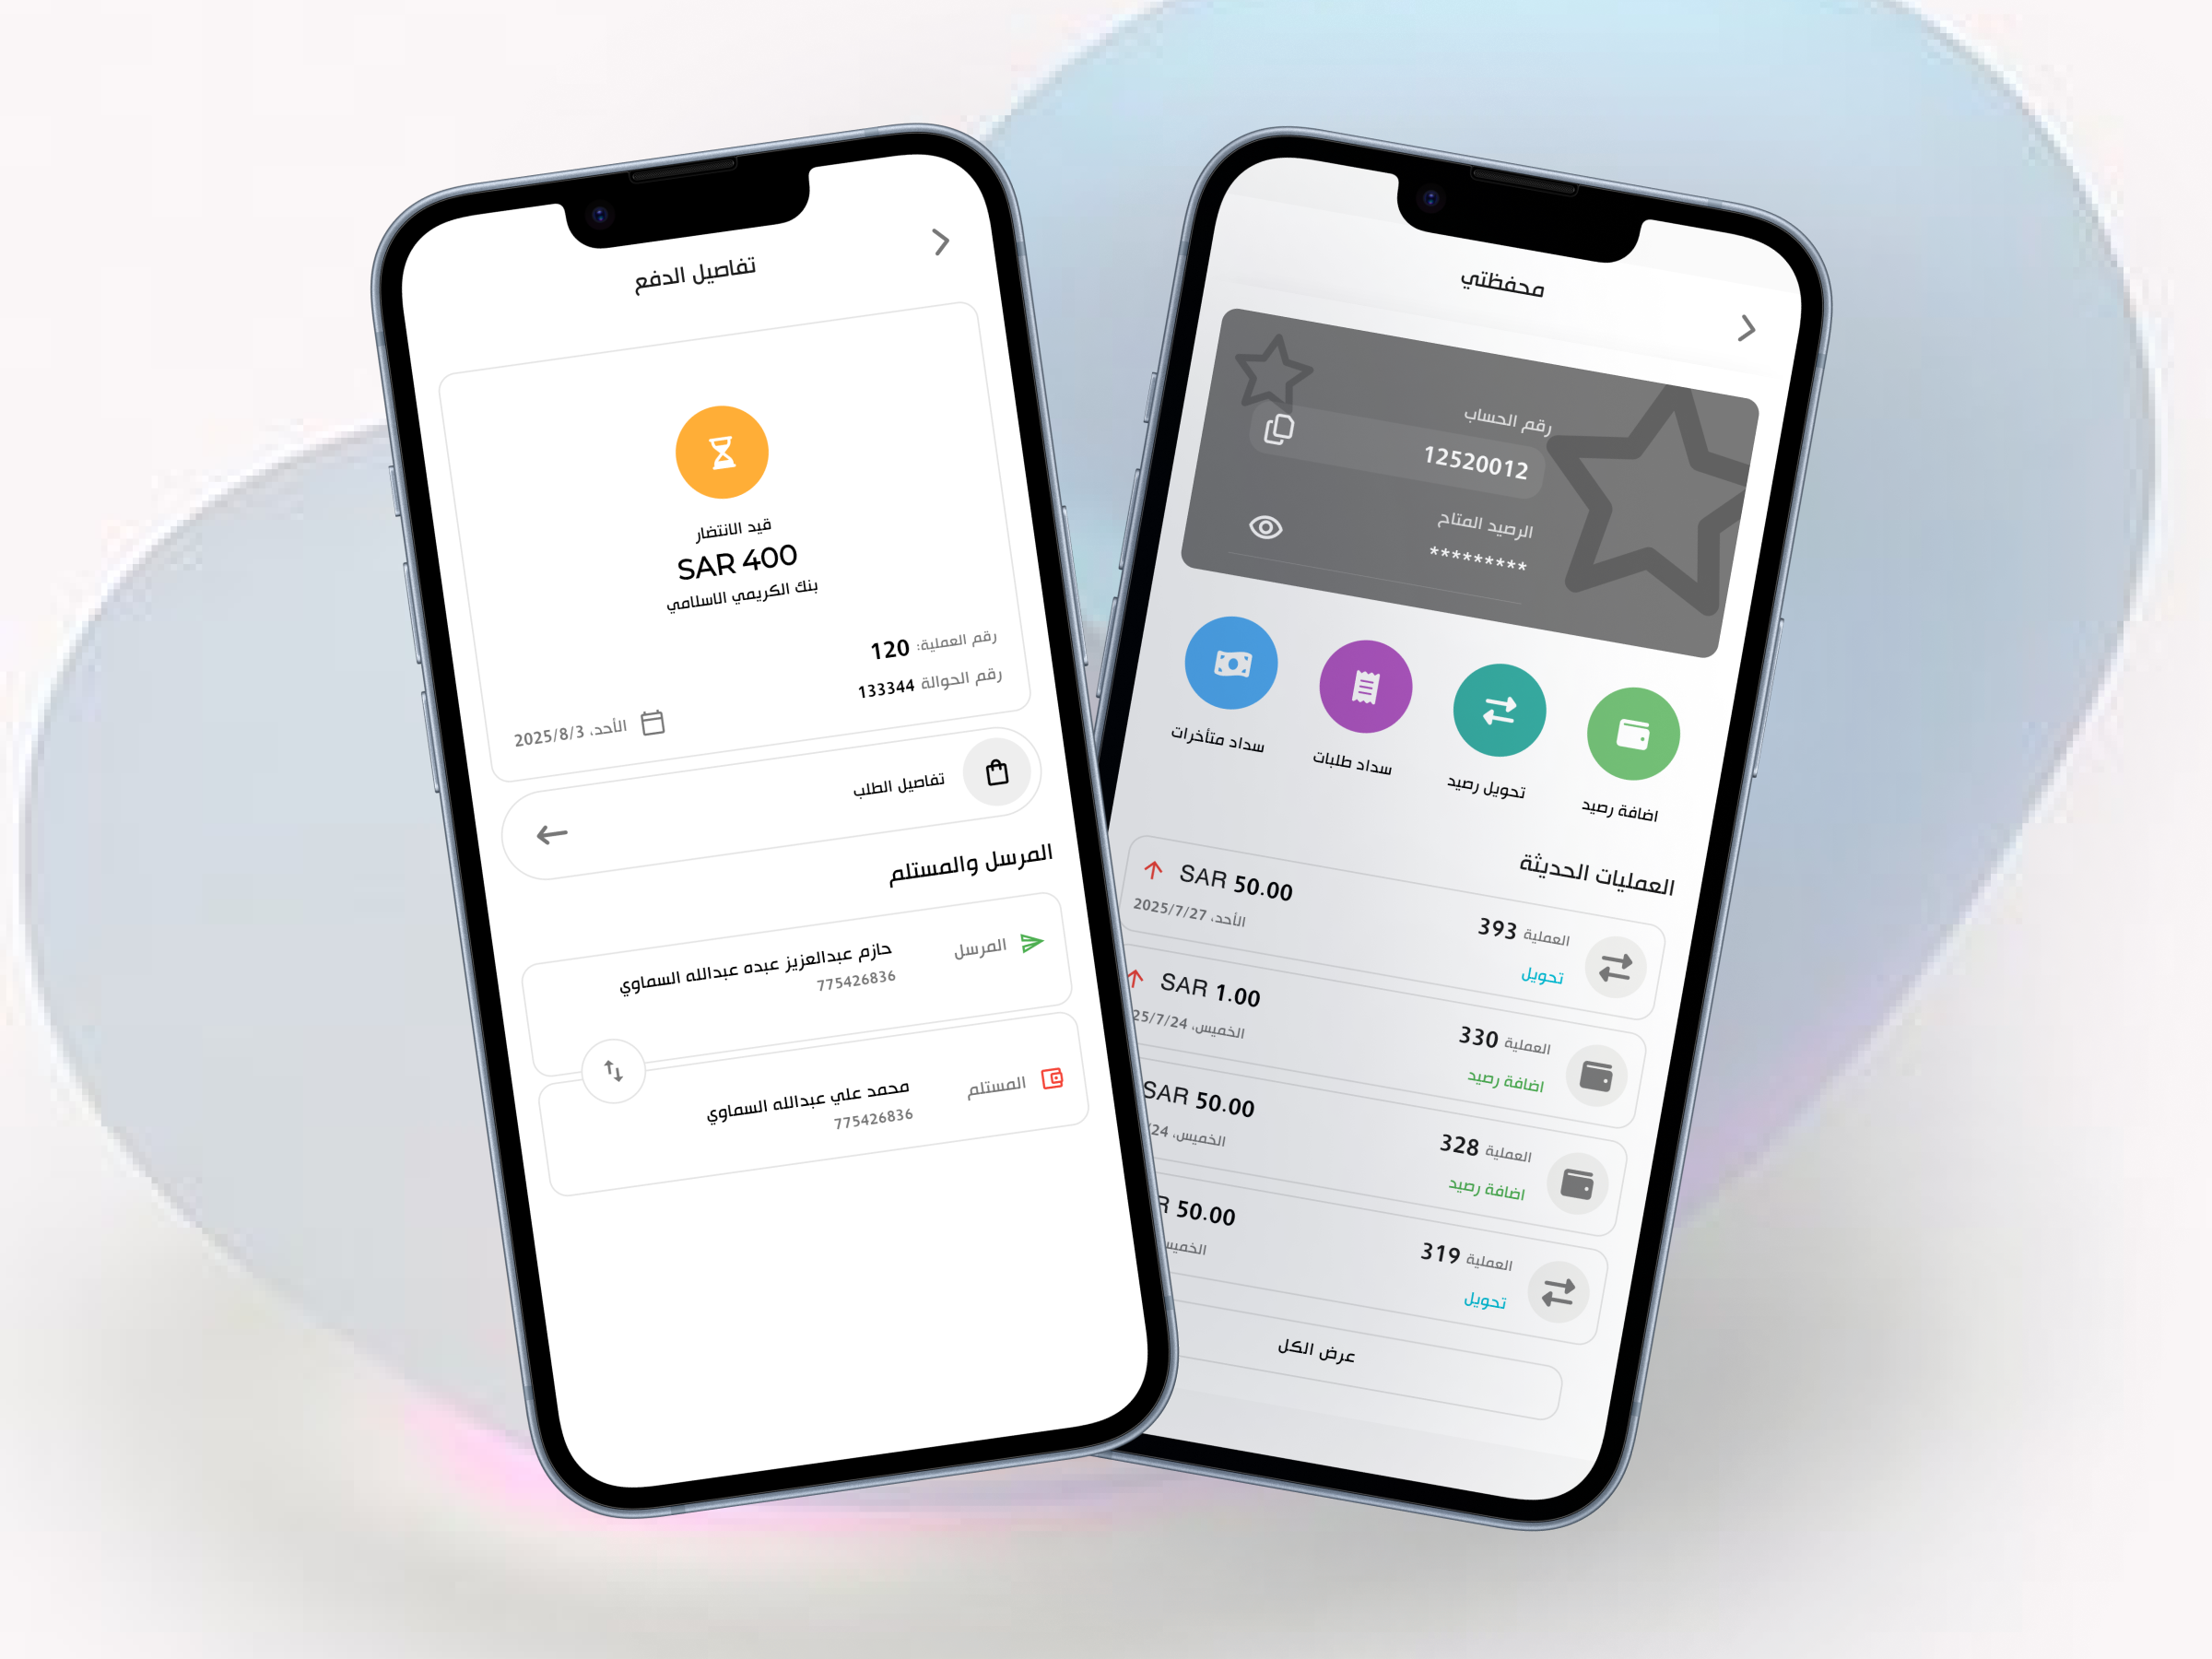 تفاصيل الدفع
قيد الانتضار
SAR 400
بنك الكريمي الاسلامي
رقم العملية: 120
رقم الحوالة 133344
الأحد، 2025/8/3
تفاصيل الطلب
المرسل والمستلم
المرسل
حازم عبدالعزيز عبده عبدالله السماوي
775426836
المستلم
محمد علي عبدالله السماوي
775426836
محفظتي
رقم الحساب
12520012
الرصيد المتاح
*********
اضافة رصيد
تحويل رصيد
سداد طلبات
سداد متأخرات
العمليات الحديثة
العملية 393
SAR 50.00
تحويل
الأحد، 2025/7/27
العملية 330
SAR 1.00
اضافة رصيد
الخميس، 25/7/24
العملية 328
SAR 50.00
اضافة رصيد
الخميس، /24
العملية 319
R 50.00
تحويل
الخميس
عرض الكل